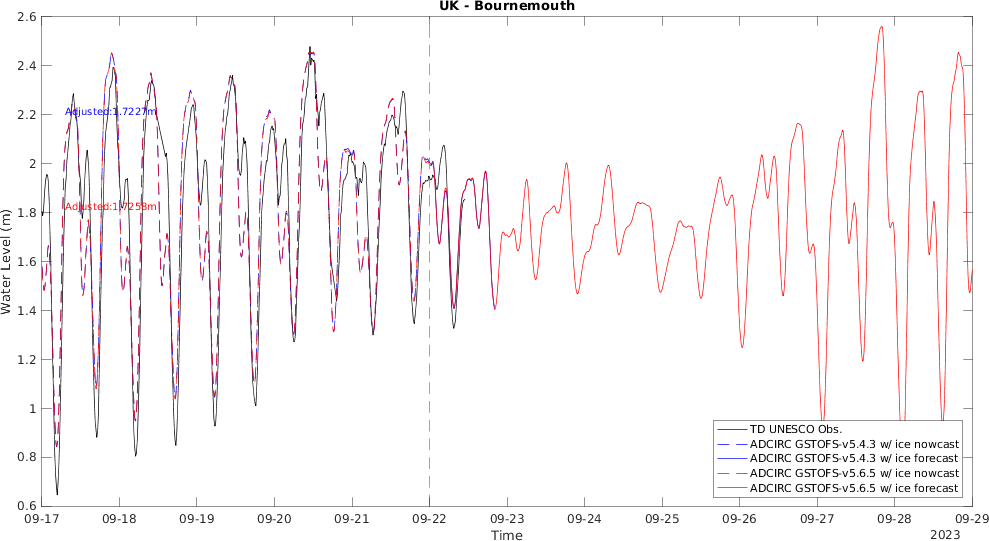 UK - Bournemouth
2.6
2.4
2.2
2
1.8
1.6
1.4
1.2
1
0.8
0.6
Water Level (m)
Adjusted:1.7227m
Adjusted:1.7258m
TD UNESCO Obs.
ADCIRC GSTOFS-v5.4.3 w/ ice nowcast
ADCIRC GSTOFS-v5.4.3 w/ ice forecast
ADCIRC GSTOFS-v5.6.5 w/ ice nowcast
ADCIRC GSTOFS-v5.6.5 w/ ice forecast
09-17 09-18 09-19 09-20 09-21 09-22 09-23 09-24 09-25 09-26 09-27 09-28 09-29
Time
2023